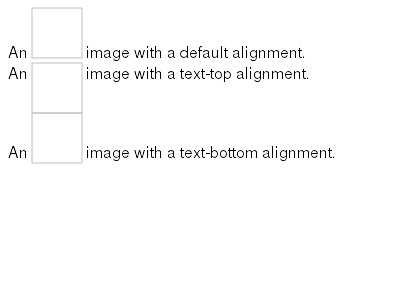 An image with a default alignment.
An image with a text-top alignment.
An image with a text-bottom alignment.